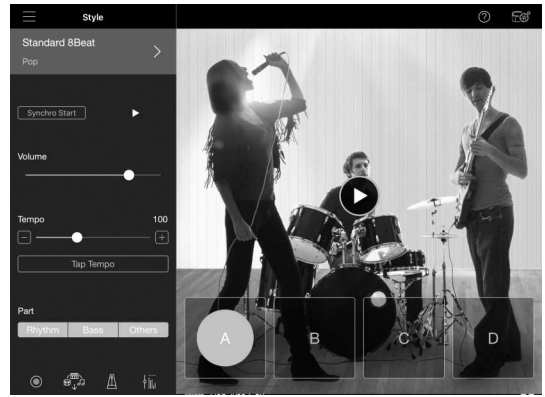 Style
?
Standard 8Beat
Pop
Synchro Start
Volume
Tempo 100
Tap Tempo
Part
Rhythm Bass Others
A B C D